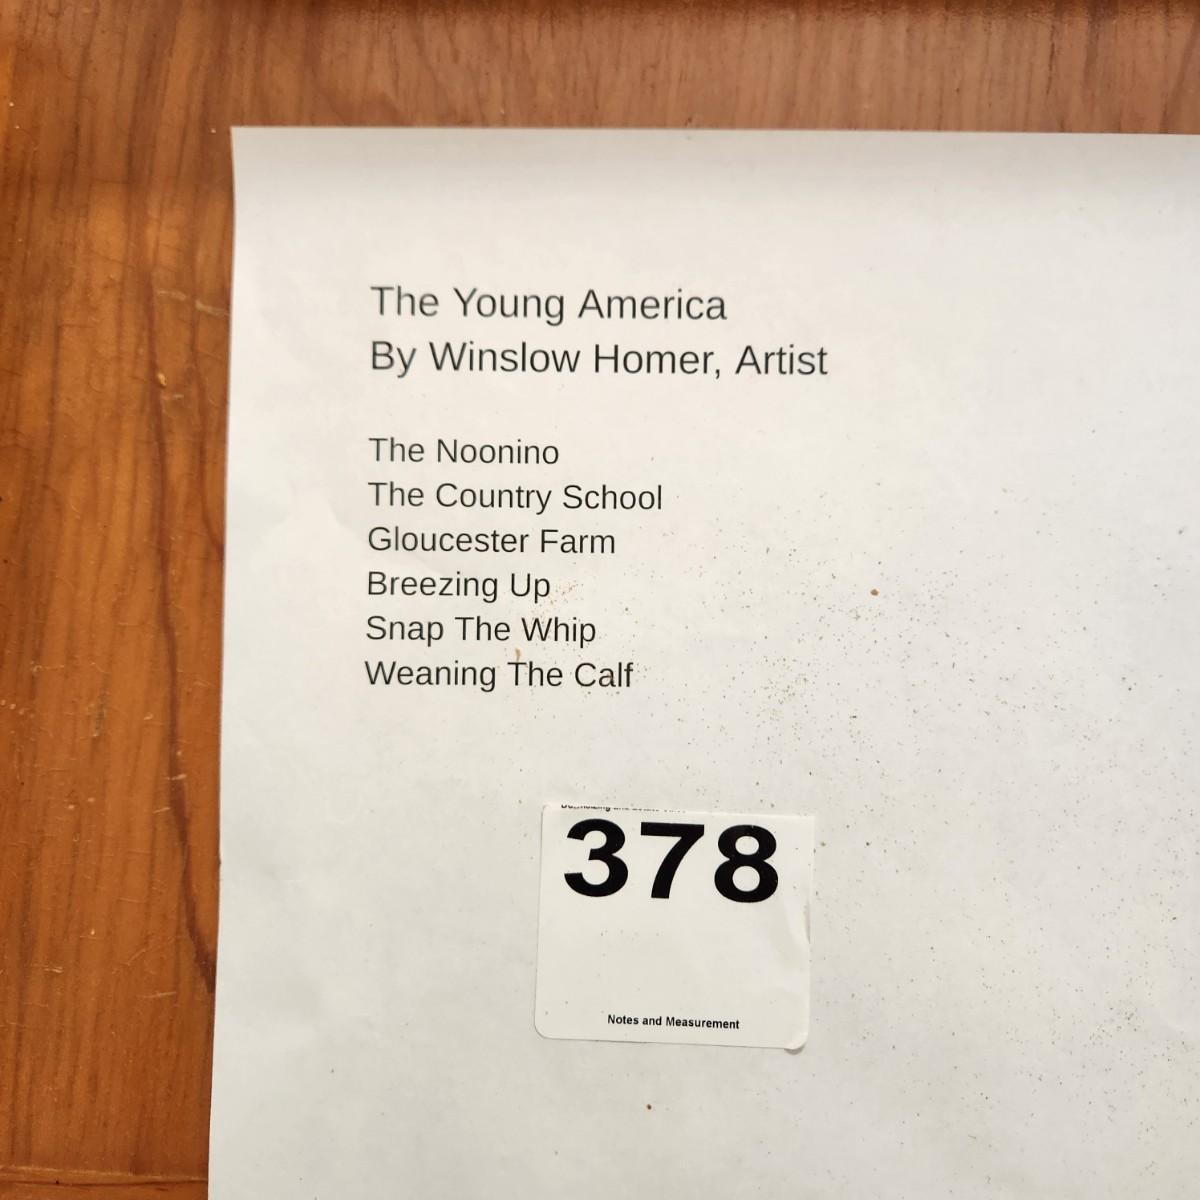 The Young America
By Winslow Homer, Artist
The Noonino
The Country School
Gloucester Farm
Breezing Up
Snap The Whip
Weaning The Calf
378
Notes and Measurement